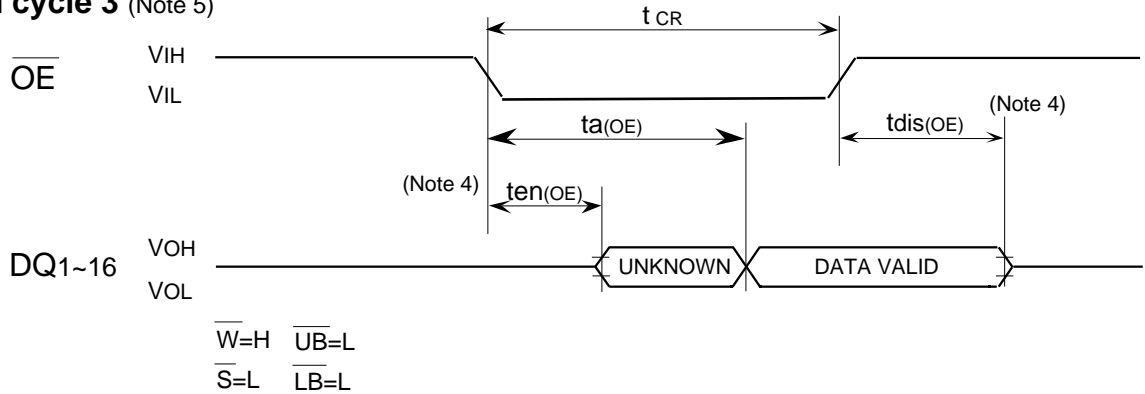 cycle 3 (Note 5)
tCR
OE
VIH
VIL
(Note 4)
ta(OE)
tdis(OE)
(Note 4)
ten(OE)
DQ1~16
VOH
VOL
UNKNOWN
DATA VALID
W=H UB=L
S=L LB=L